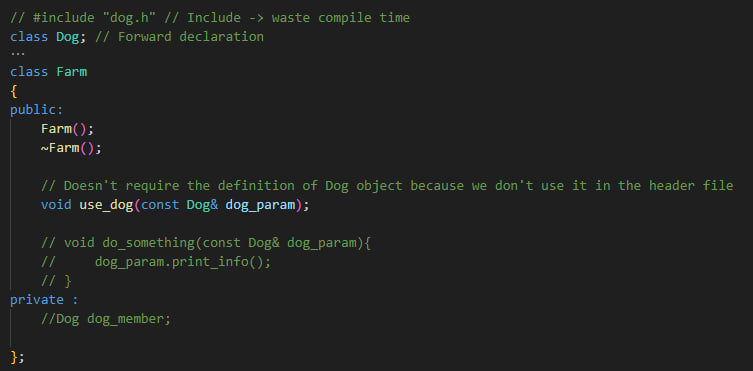 // #include "dog.h" // Include -> waste compile time
class Dog; // Forward declaration
...
class Farm
{
public:
    Farm();
    ~Farm();

    // Doesn't require the definition of Dog object because we don't use it in the header file
    void use_dog(const Dog& dog_param);

    // void do_something(const Dog& dog_param){
    //     dog_param.print_info();
    // }
private :
    //Dog dog_member;

};